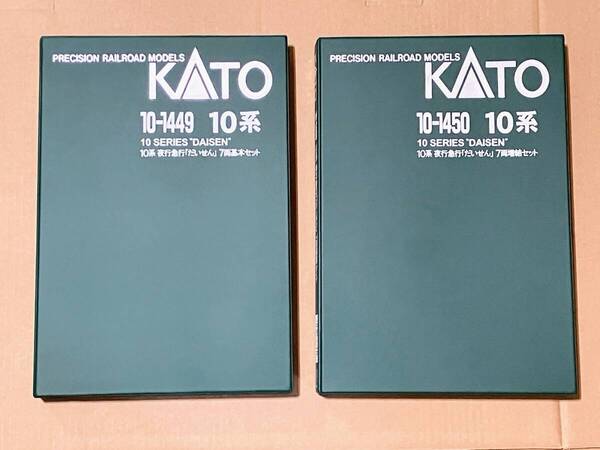 PRECISION RAILROAD MODELS
KATO
10-1449 10系
10 SERIES "DAISEN"
10系 夜行急行「だいせん」 7両基本セット
PRECISION RAILROAD MODELS
KATO
10-1450 10系
10 SERIES "DAISEN"
10系 夜行急行「だいせん」 7両増結セット